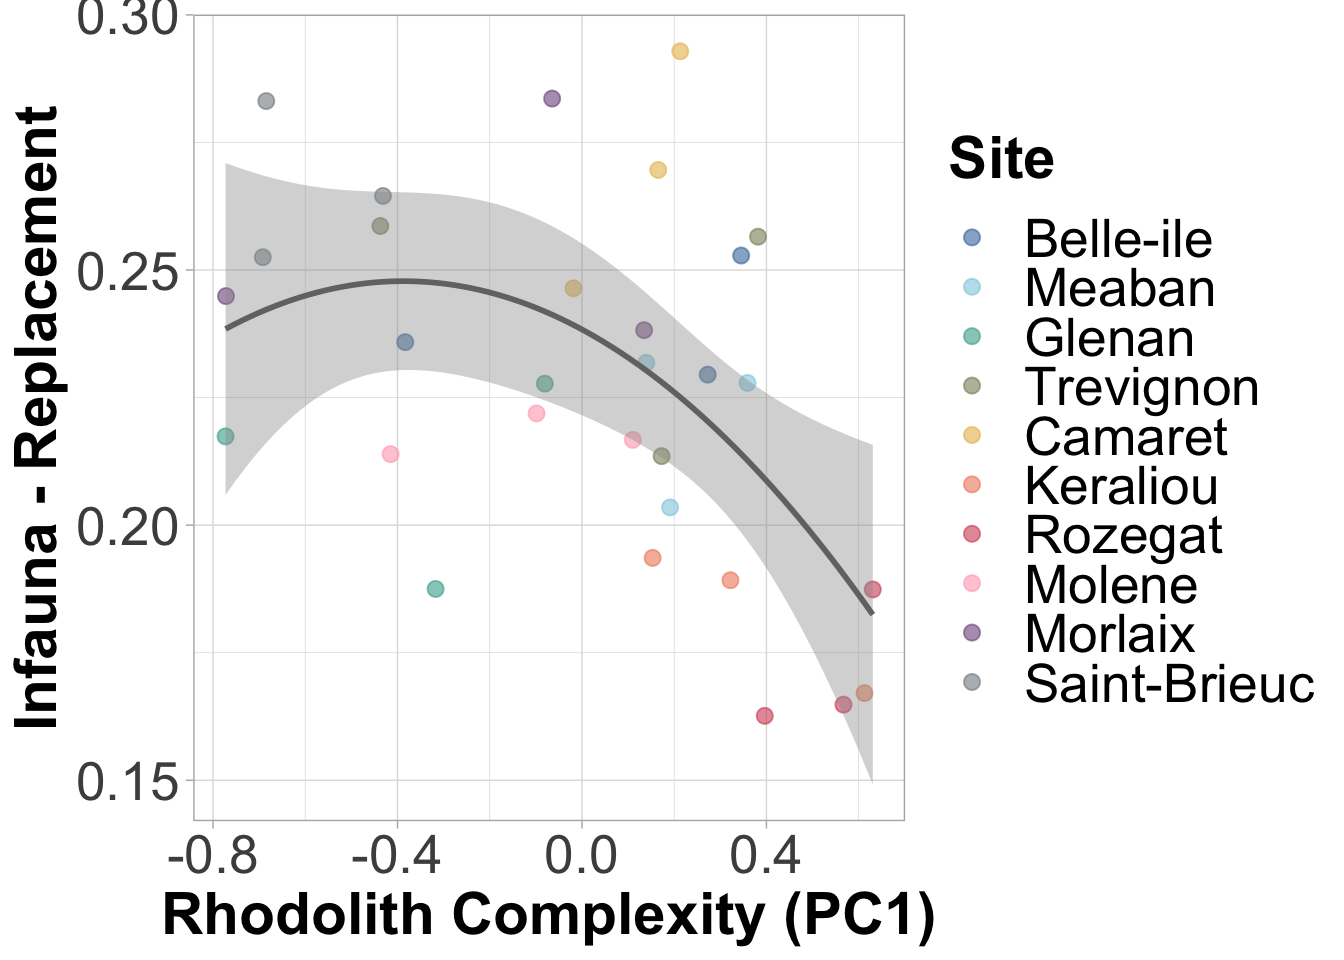 0.30
0.25
0.20
0.15
Infauna - Replacement
-0.8
-0.4
0.0
0.4
Rhodolith Complexity (PC1)
Site
Belle-ile
Meaban
Glenan
Trevignon
Camaret
Keraliou
Rozegat
Molene
Morlaix
Saint-Brieuc